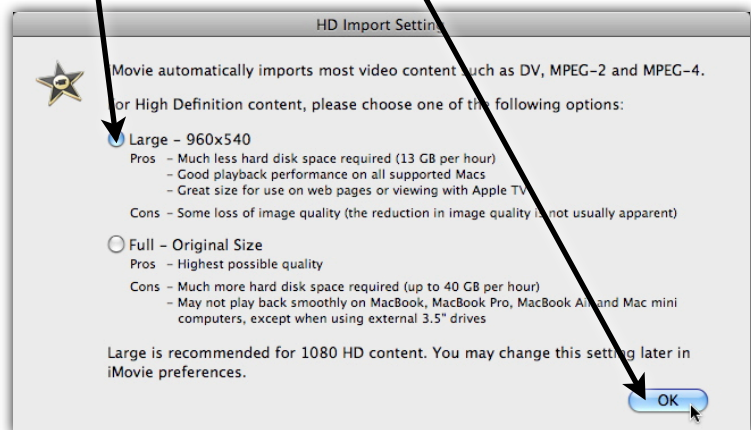 HD Import Setting
iMovie automatically imports most video content such as DV, MPEG-2 and MPEG-4.
For High Definition content, please choose one of the following options:
Large – 960x540
Pros – Much less hard disk space required (13 GB per hour)
– Good playback performance on all supported Macs
– Great size for use on web pages or viewing with Apple TV
Cons – Some loss of image quality (the reduction in image quality is not usually apparent)
Full – Original Size
Pros – Highest possible quality
Cons – Much more hard disk space required (up to 40 GB per hour)
– May not play back smoothly on MacBook, MacBook Pro, MacBook Air and Mac mini
computers, except when using external 3.5" drives
Large is recommended for 1080 HD content. You may change this setting later in
iMovie preferences.
OK